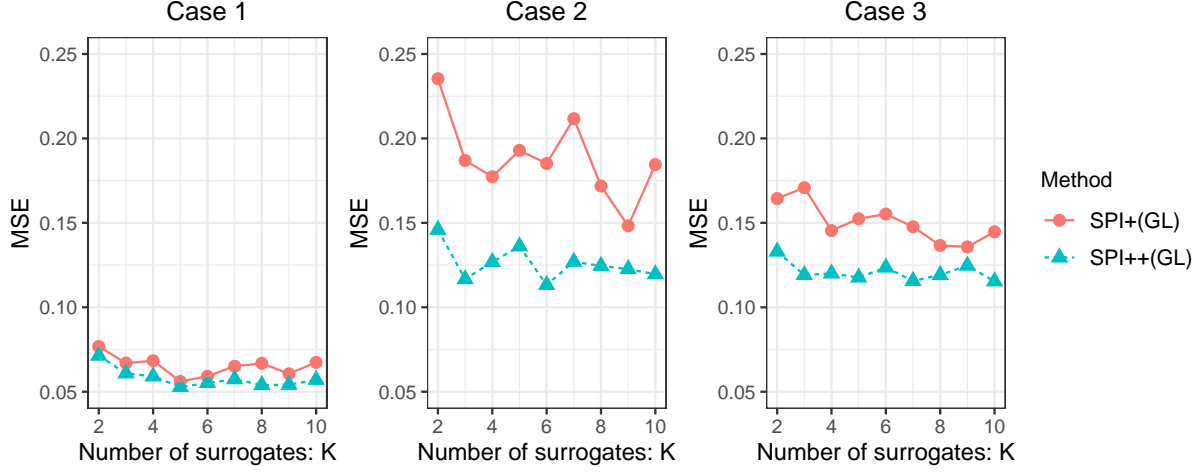 Case 1
Case 2
Case 3
0.25
0.20
0.15
0.10
0.05
MSE
2 4 6 8 10
Number of surrogates: K
0.25
0.20
0.15
0.10
0.05
MSE
2 4 6 8 10
Number of surrogates: K
0.25
0.20
0.15
0.10
0.05
MSE
2 4 6 8 10
Number of surrogates: K
Method
SPI+(GL)
SPI++(GL)